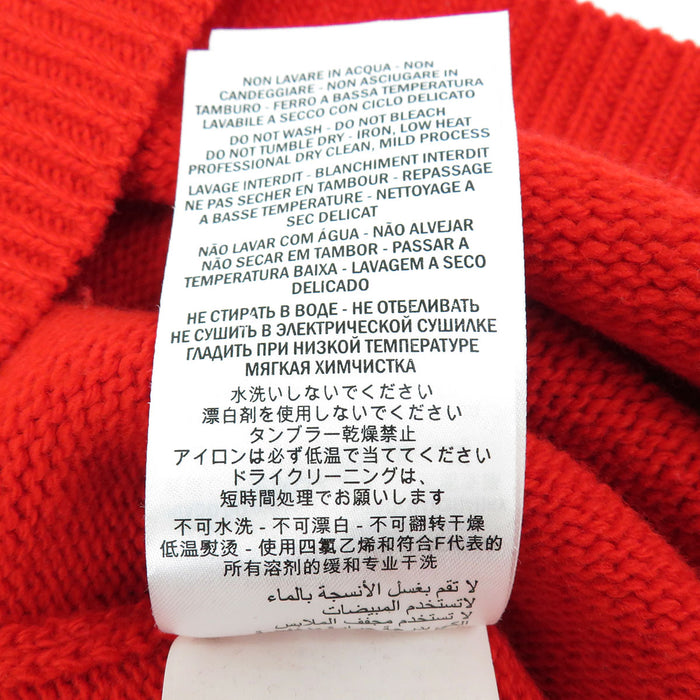 NON LAVARE IN ACQUA - NON
CANDEGGIARE - NON ASCIUGARE IN
TAMBURO - FERRO A BASSA TEMPERATURA
LAVABILE A SECCO CON CICLO DELICATO
DO NOT WASH - DO NOT BLEACH
DO NOT TUMBLE DRY - IRON, LOW HEAT
PROFESSIONAL DRY CLEAN, MILD PROCESS
LAVAGE INTERDIT - BLANCHIMENT INTERDIT
NE PAS SECHER EN TAMBOUR - REPASSAGE
A BASSE TEMPERATURE - NETTOYAGE A
SEC DELICAT
NÃO LAVAR COM ÁGUA - NÃO ALVEJAR
NÃO SECAR EM TAMBOR - PASSAR A
TEMPERATURA BAIXA - LAVAGEM A SECO
DELICADO
НЕ СТИРАТЬ В ВОДЕ - НЕ ОТБЕЛИВАТЬ
НЕ СУШИТЬ В ЭЛЕКТРИЧЕСКОЙ СУШИЛКЕ
ГЛАДИТЬ ПРИ НИЗКОЙ ТЕМПЕРАТУРЕ
МЯГКАЯ ХИМЧИСТКА
水洗いしないでください
漂白剤を使用しないでください
タンブラー乾燥禁止
アイロンは必ず低温で当ててください
ドライクリーニングは、
短時間処理でお願いします
不可水洗 - 不可漂白 - 不可翻转干燥
低温熨烫 - 使用四氯乙烯和符合F代表的
所有溶剂的缓和专业干洗
لا تقم بغسل الأنسجة بالماء
لاتستخدم المبيضات
لا تستخدم مجفف الملابس